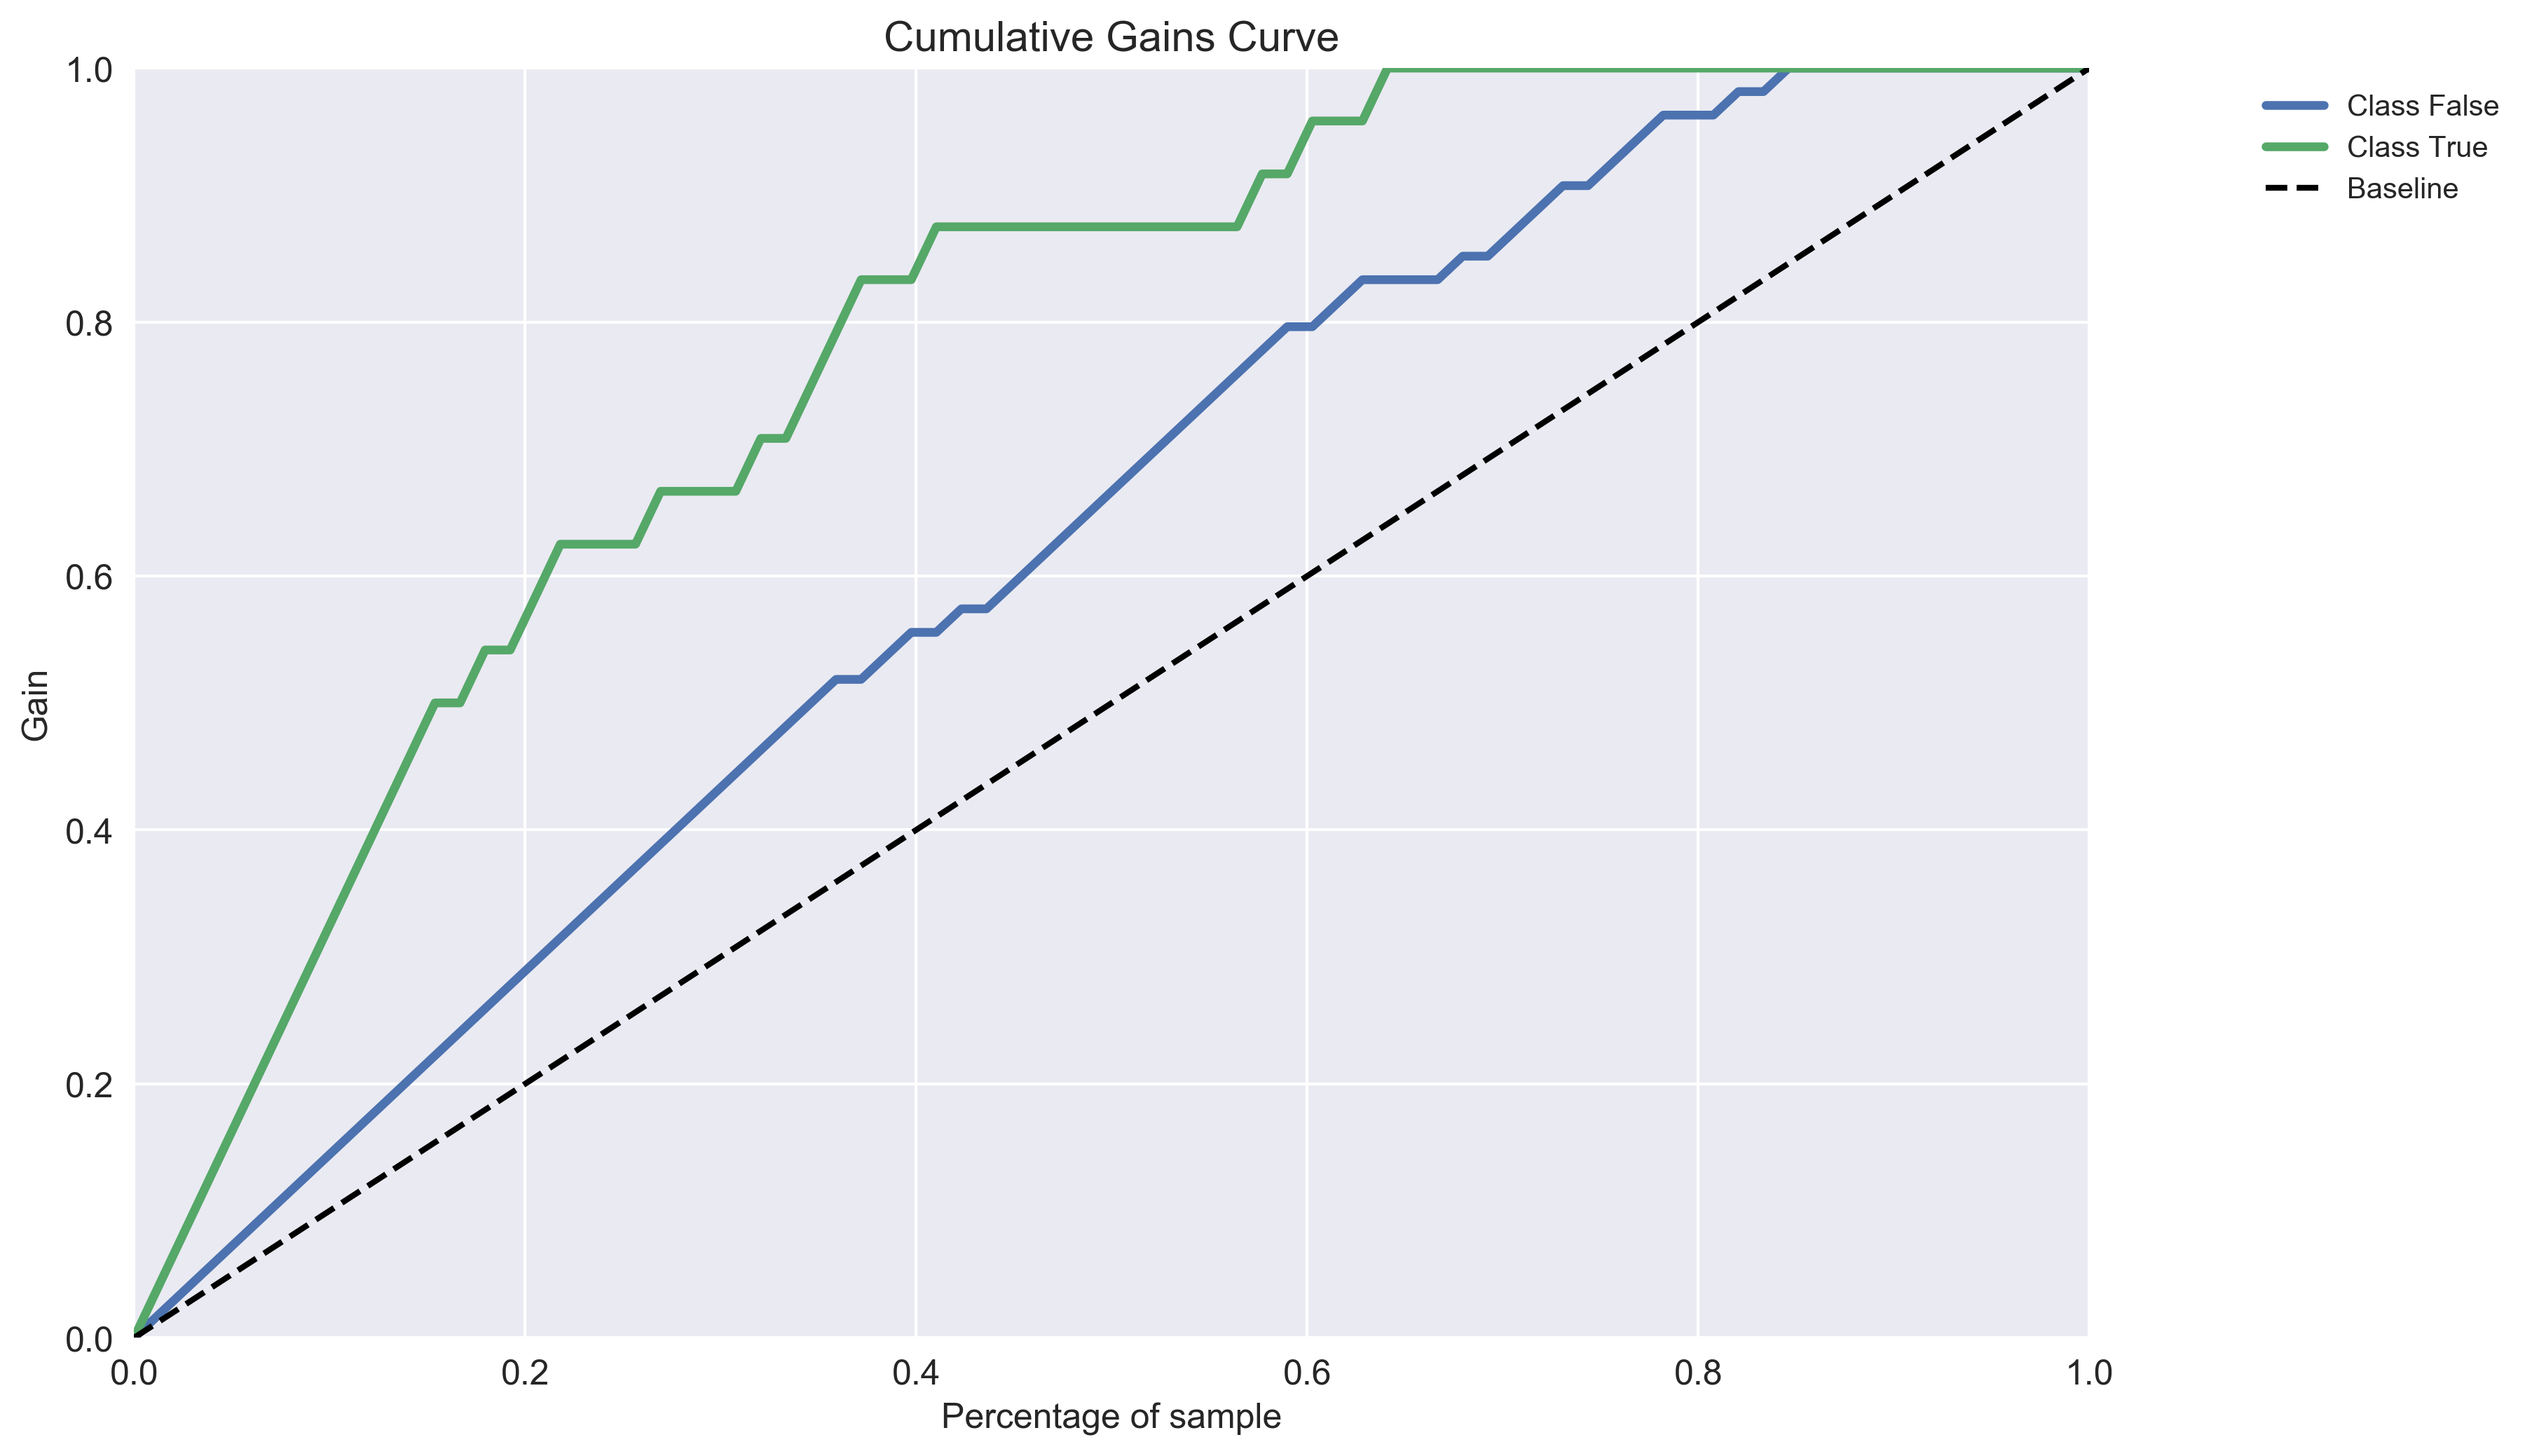 Cumulative Gains Curve
1.0
0.8
0.6
0.4
0.2
0.0
Gain
0.0 0.2 0.4 0.6 0.8 1.0
Percentage of sample
Class False
Class True
Baseline